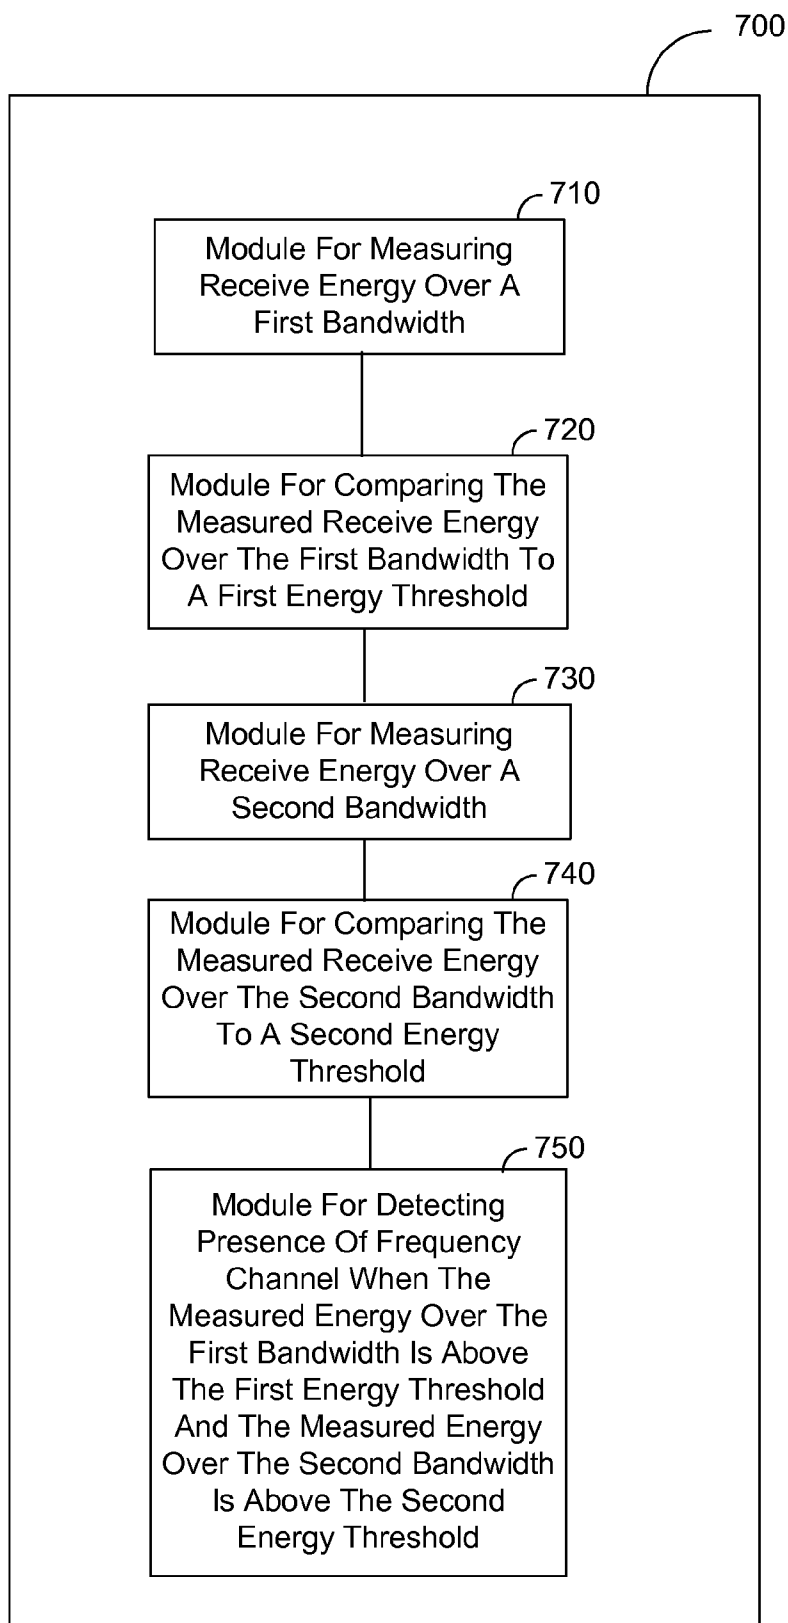 700
710
Module For Measuring
Receive Energy Over A
First Bandwidth
720
Module For Comparing The
Measured Receive Energy
Over The First Bandwidth To
A First Energy Threshold
730
Module For Measuring
Receive Energy Over A
Second Bandwidth
740
Module For Comparing The
Measured Receive Energy
Over The Second Bandwidth
To A Second Energy
Threshold
750
Module For Detecting
Presence Of Frequency
Channel When The
Measured Energy Over The
First Bandwidth Is Above
The First Energy Threshold
And The Measured Energy
Over The Second Bandwidth
Is Above The Second
Energy Threshold